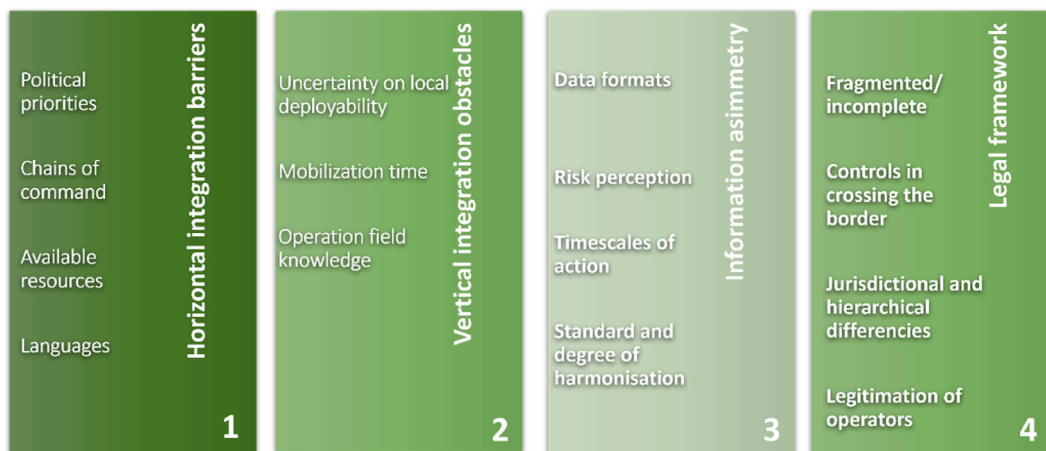 Horizontal integration barriers
Political
priorities
Chains of
command
Available
resources
Languages
1
Vertical integration obstacles
Uncertainty on local
deployability
Mobilization time
Operation field
knowledge
2
Information asimmetry
Data formats
Risk perception
Timescales of
action
Standard and
degree of
harmonisation
3
Legal framework
Fragmented/
incomplete
Controls in
crossing the
border
Jurisdictional and
hierarchical
differencies
Legitimation of
operators
4